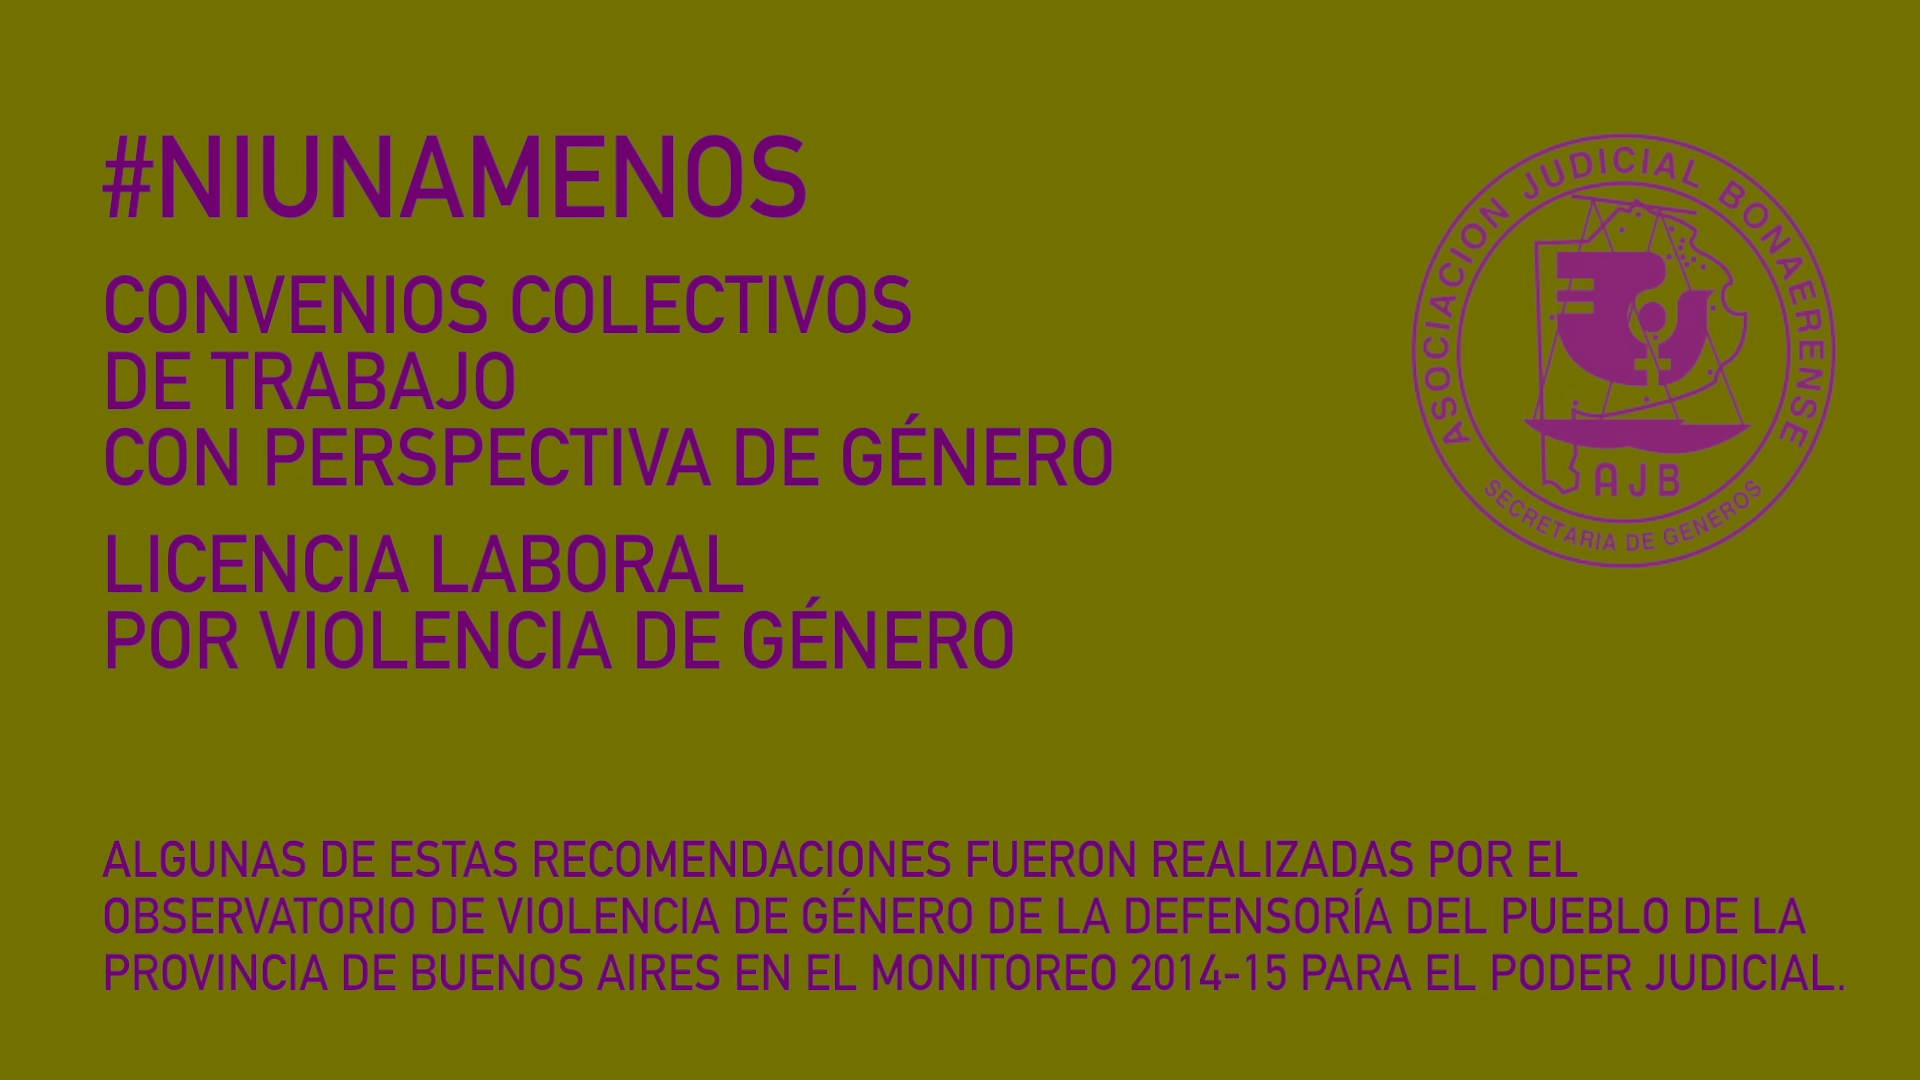 #NIUNAMENOS
CONVENIOS COLECTIVOS
DE TRABAJO
CON PERSPECTIVA DE GÉNERO
LICENCIA LABORAL
POR VIOLENCIA DE GÉNERO
ASOCIACION JUDICIAL BONAERENSE
AJB
SECRETARIA DE GENEROS
ALGUNAS DE ESTAS RECOMENDACIONES FUERON REALIZADAS POR EL
OBSERVATORIO DE VIOLENCIA DE GÉNERO DE LA DEFENSORÍA DEL PUEBLO DE LA
PROVINCIA DE BUENOS AIRES EN EL MONITOREO 2014-15 PARA EL PODER JUDICIAL.